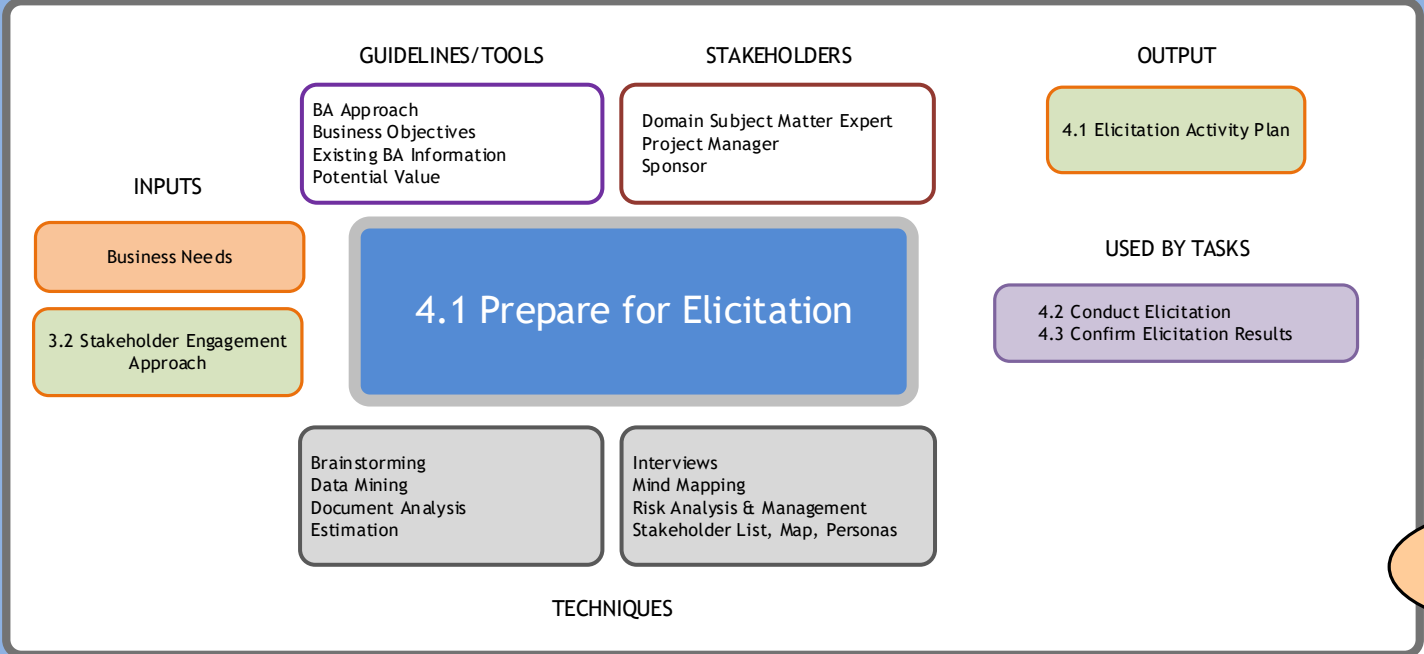 GUIDELINES/TOOLS
STAKEHOLDERS
OUTPUT
BA Approach
Business Objectives
Existing BA Information
Potential Value
Domain Subject Matter Expert
Project Manager
Sponsor
4.1 Elicitation Activity Plan
INPUTS
Business Needs
3.2 Stakeholder Engagement
Approach
4.1 Prepare for Elicitation
USED BY TASKS
4.2 Conduct Elicitation
4.3 Confirm Elicitation Results
Brainstorming
Data Mining
Document Analysis
Estimation
Interviews
Mind Mapping
Risk Analysis & Management
Stakeholder List, Map, Personas
TECHNIQUES